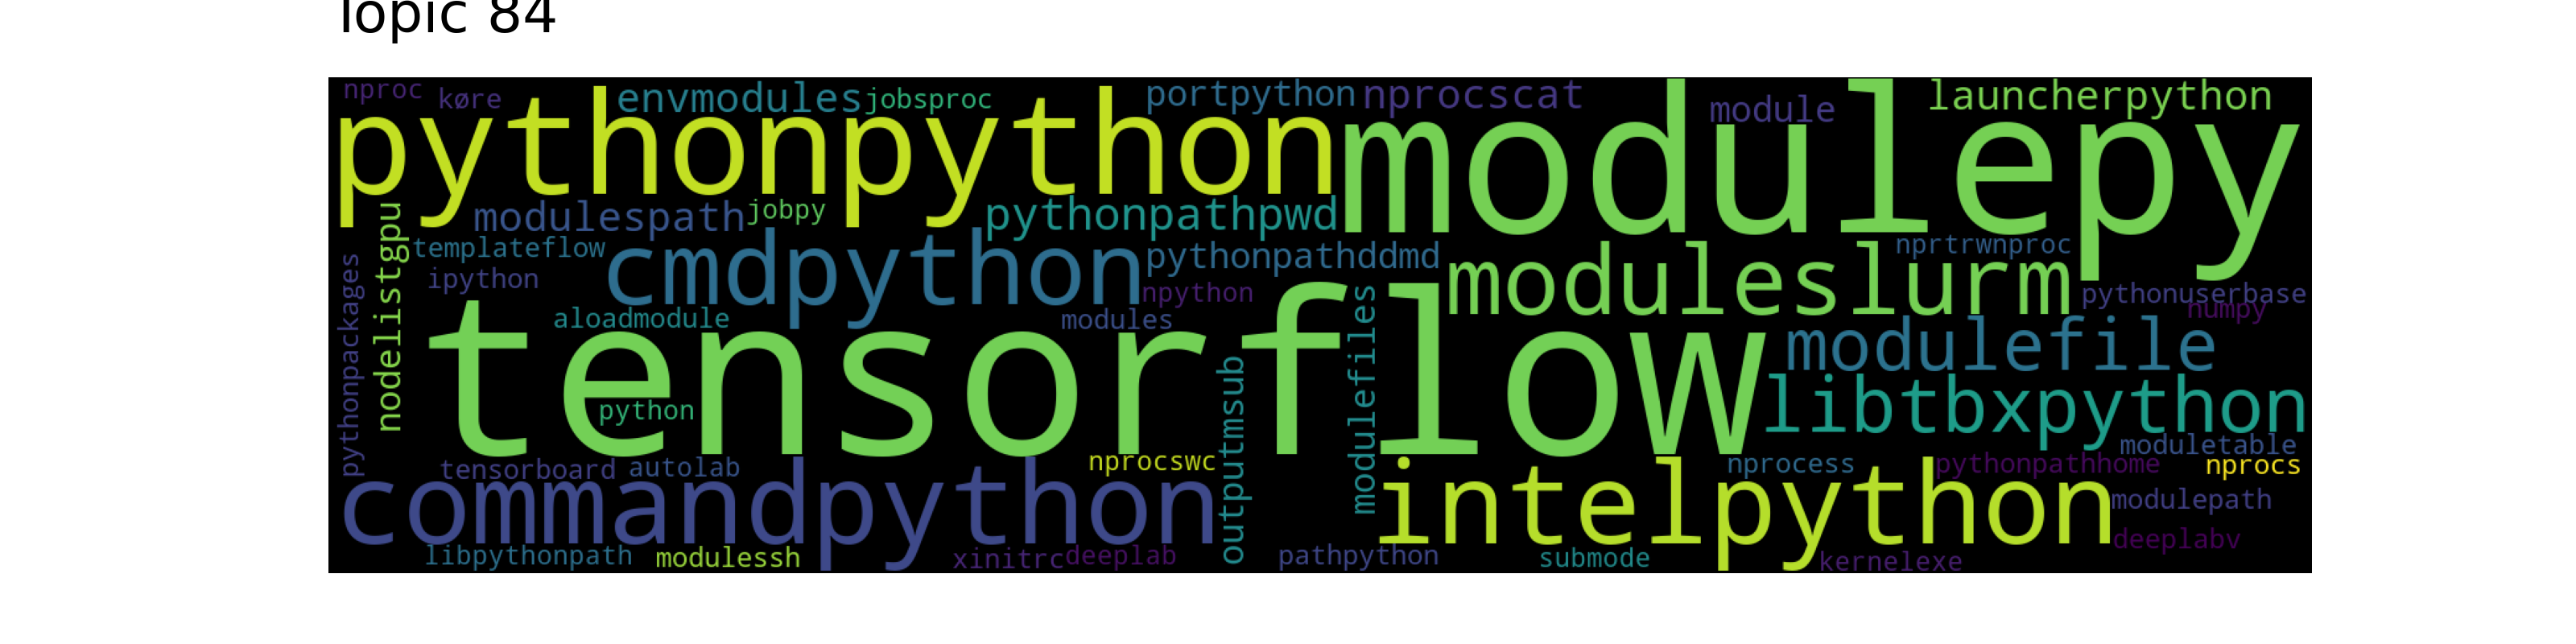 Topic 84
nproc køre envmodules jobsproc portpython nprocscat module launcherpython
pythonpython modulepy
modulespath jobpy pythonpathpwd
nodelistgpu templateflow cmdpython pythonpathddmd moduleslurm nprtrwnproc
pythonpackages ipython npython pythonuserbase
aloadmodule modules modulefiles numpy
tensorflow modulefile
python outputmsub libtbxpython
tensorboard autolab nprocswc nprocess pythonpathhome moduletable nprocs
commandpython intelpython modulepath
libpythonpath modulessh xinitrc deeplab pathpython submode kernelexe deeplabv